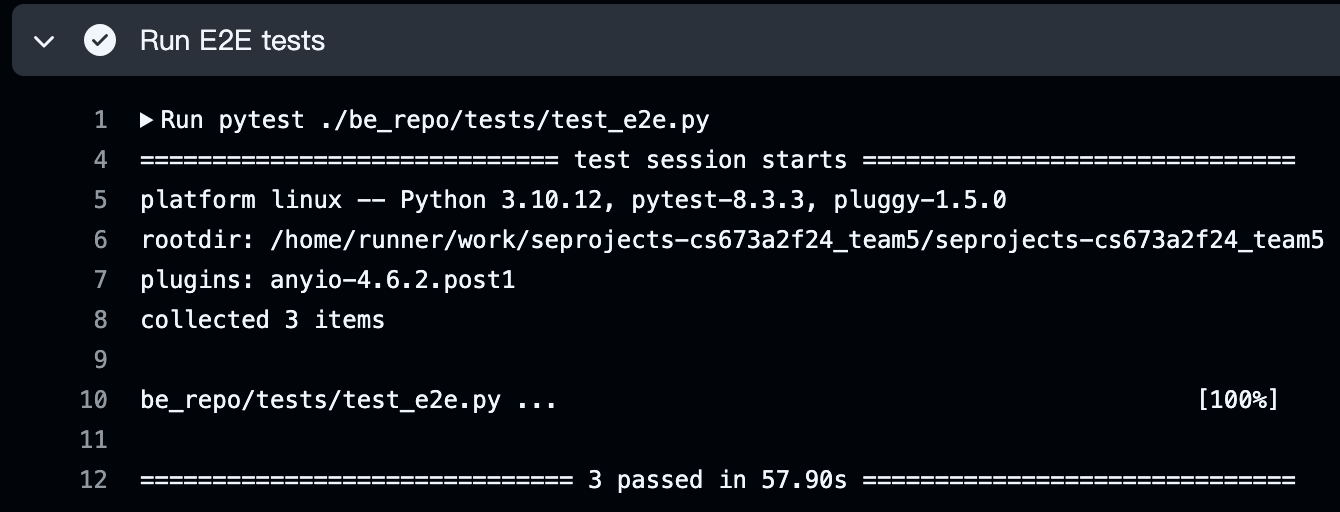 Run E2E tests
1 ▶ Run pytest ./be_repo/tests/test_e2e.py
4 ============================= test session starts ==============================
5 platform linux -- Python 3.10.12, pytest-8.3.3, pluggy-1.5.0
6 rootdir: /home/runner/work/seprojects-cs673a2f24_team5/seprojects-cs673a2f24_team5
7 plugins: anyio-4.6.2.post1
8 collected 3 items
9
10 be_repo/tests/test_e2e.py ... [100%]
11
12 ============================== 3 passed in 57.90s ==============================